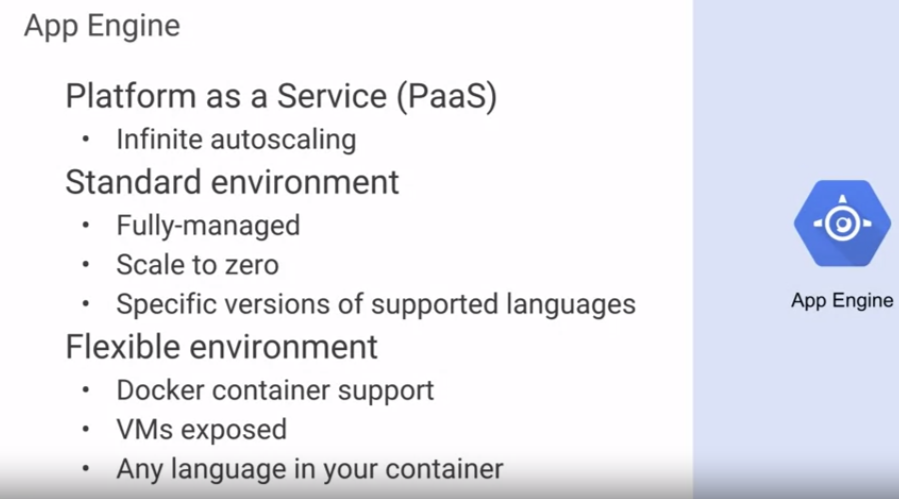 App Engine
Platform as a Service (PaaS)
• Infinite autoscaling
Standard environment
• Fully-managed
• Scale to zero
• Specific versions of supported languages
Flexible environment
• Docker container support
• VMs exposed
• Any language in your container
App Engine